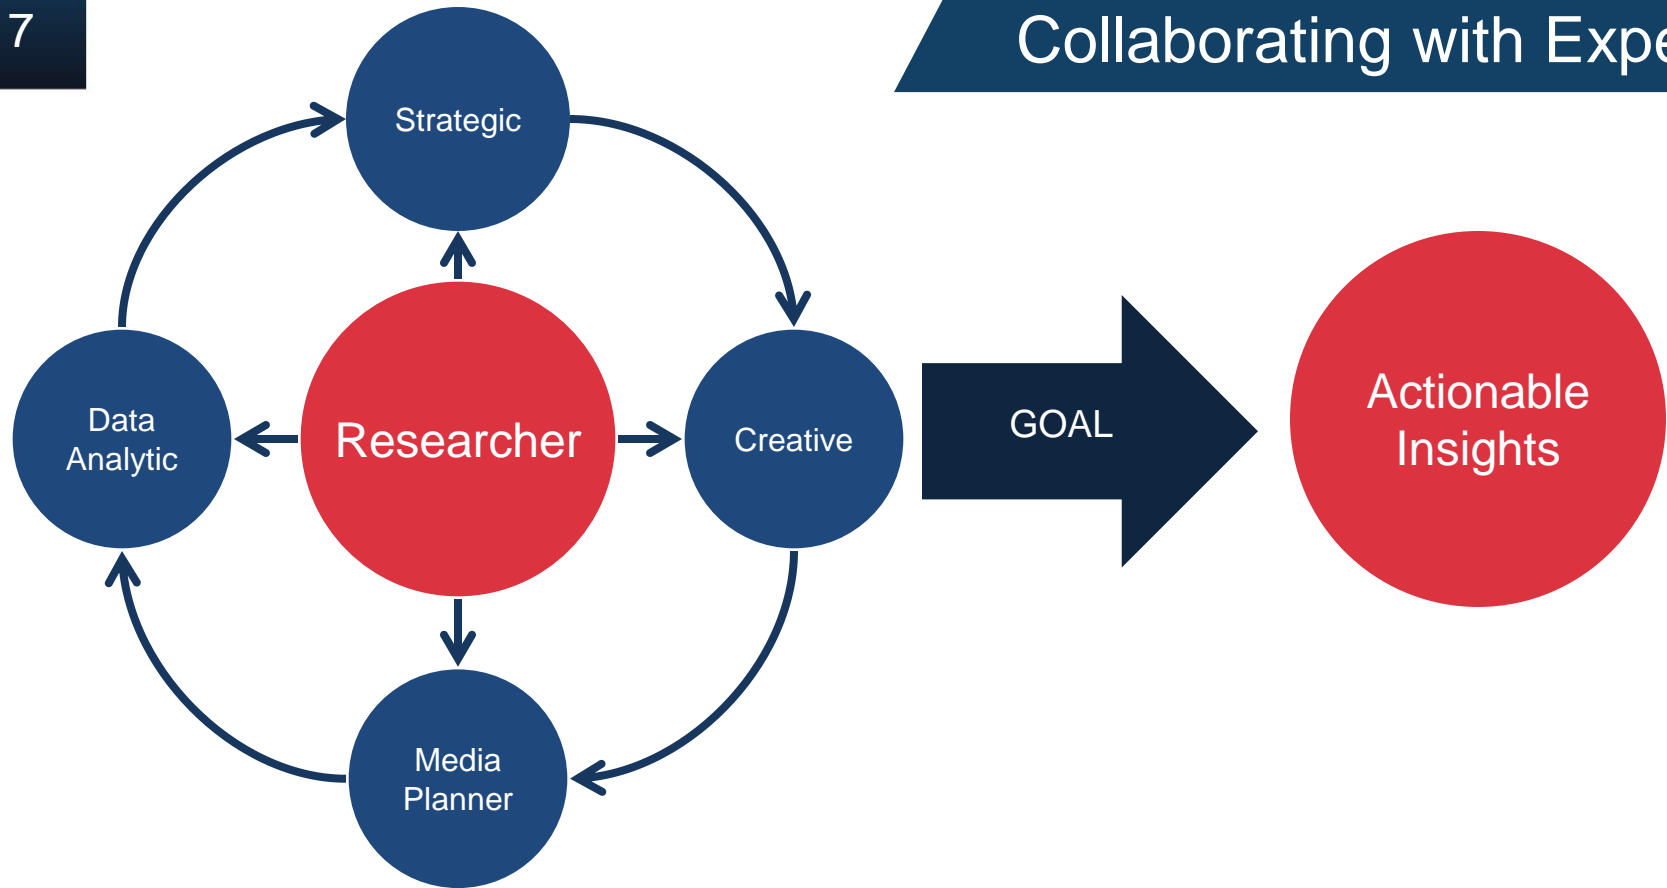 7
Collaborating with Expe
Strategic
Data
Analytic
Researcher
Creative
GOAL
Actionable
Insights
Media
Planner